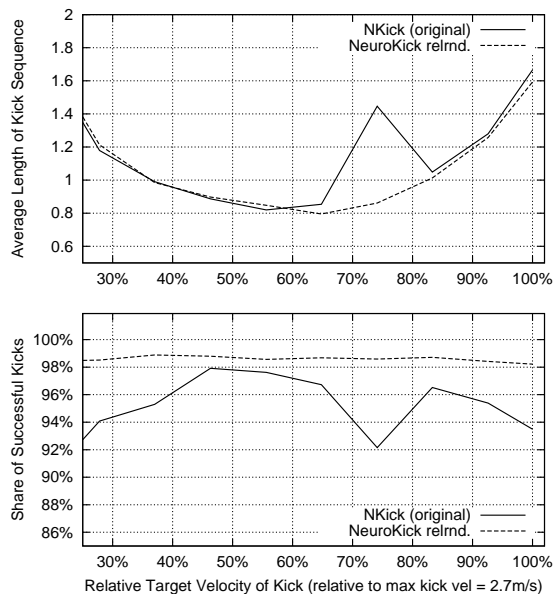 Average Length of Kick Sequence
2
1.8
1.6
1.4
1.2
1
0.8
0.6
NKick (original)
NeuroKick relrnd.
30% 40% 50% 60% 70% 80% 90% 100%
Share of Successful Kicks
100%
98%
96%
94%
92%
90%
88%
86%
NKick (original)
NeuroKick relrnd.
30% 40% 50% 60% 70% 80% 90% 100%
Relative Target Velocity of Kick (relative to max kick vel = 2.7m/s)